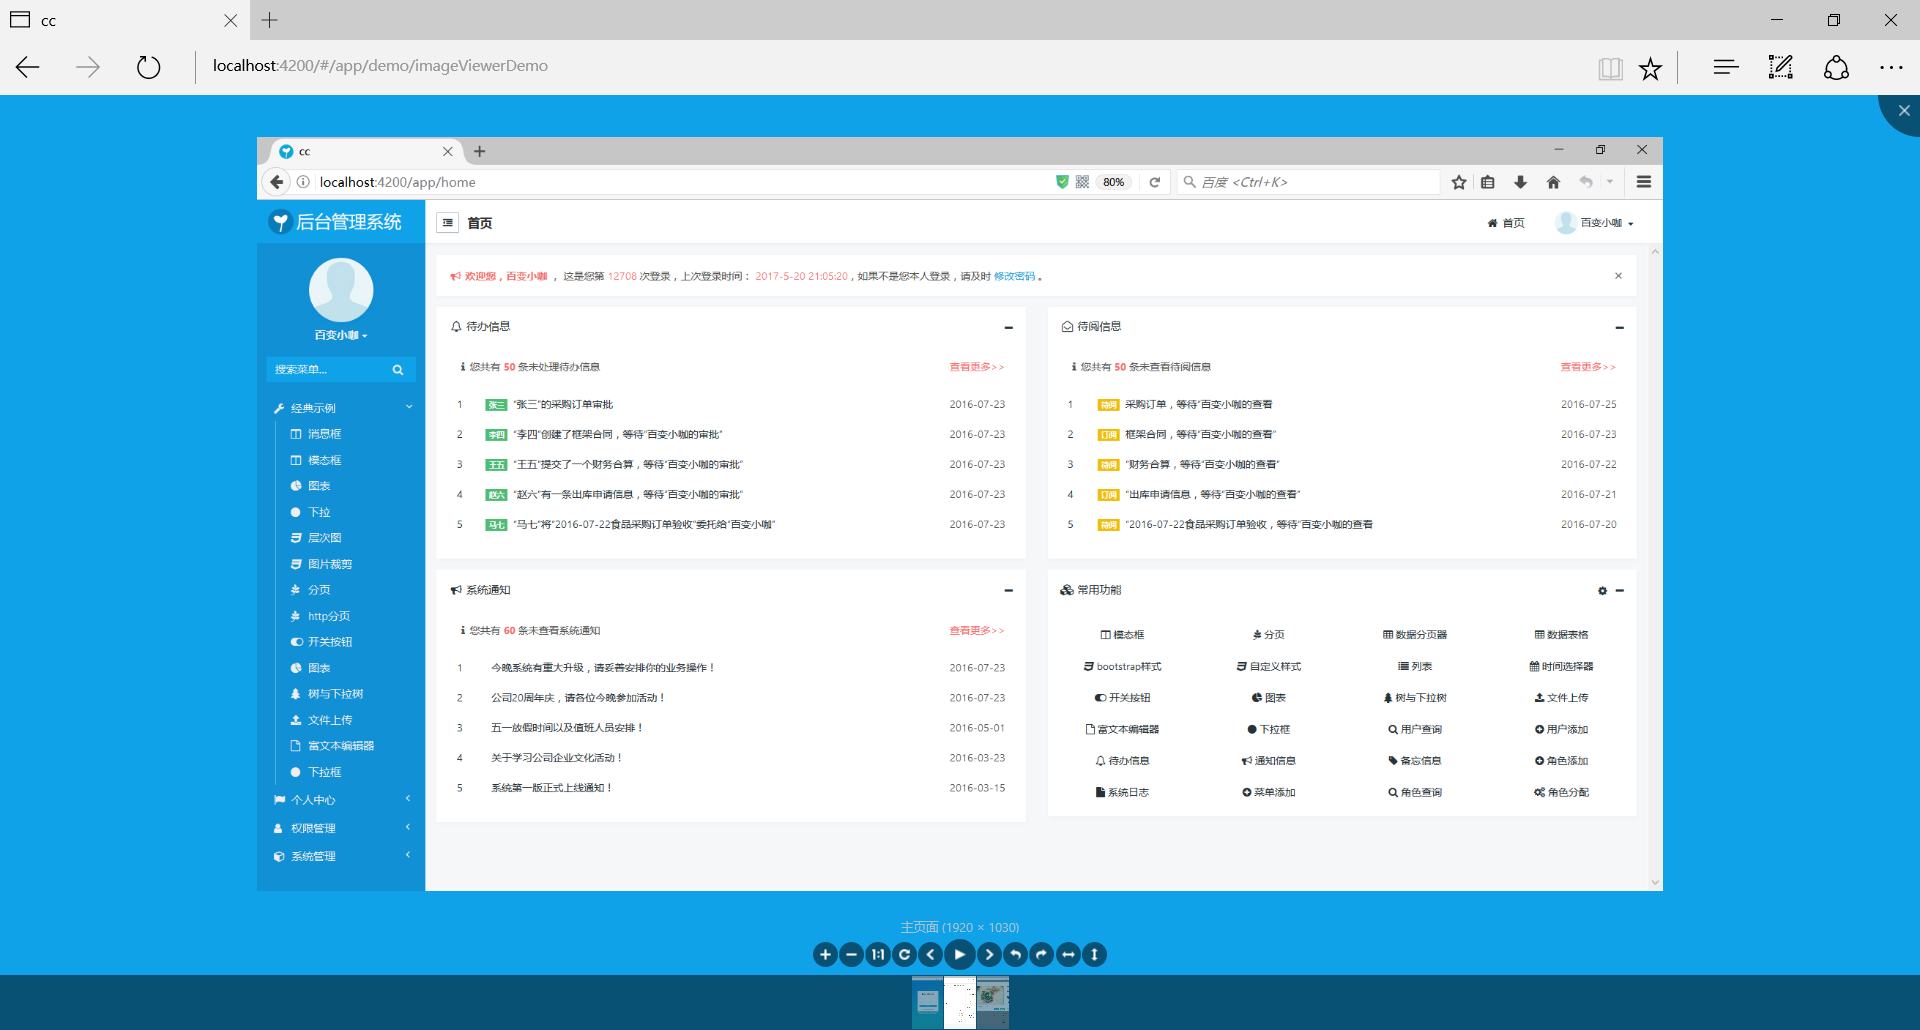 cc
localhost:4200/#/app/demo/imageViewerDemo
cc
localhost:4200/app/home
80%
百度 <Ctrl+K>
后台管理系统
首页
首页
百变小咖
百变小咖
搜索菜单...
经典示例
消息框
模态框
图表
下拉
层次图
图片裁剪
分页
http分页
开关按钮
图表
树与下拉树
文件上传
富文本编辑器
下拉框
个人中心
权限管理
系统管理
欢迎您，百变小咖 ， 这是您第 12708 次登录，上次登录时间： 2017-5-20 21:05:20，如果不是您本人登录，请及时 修改密码 。
待办信息
您共有 50 条未处理待办信息 查看更多>>
1 张三 "张三"的采购订单审批 2016-07-23
2 李四 "李四"创建了框架合同，等待"百变小咖的审批" 2016-07-23
3 王五 "王五"提交了一个财务合算，等待"百变小咖的审批" 2016-07-23
4 赵六 "赵六"有一条出库申请信息，等待"百变小咖的审批" 2016-07-23
5 马七 "马七"将"2016-07-22食品采购订单验收"委托给"百变小咖" 2016-07-23
待阅信息
您共有 50 条未查看待阅信息 查看更多>>
1 待阅 采购订单，等待"百变小咖的查看 2016-07-25
2 订阅 框架合同，等待"百变小咖的查看" 2016-07-23
3 待阅 "财务合算，等待"百变小咖的查看" 2016-07-22
4 订阅 "出库申请信息，等待"百变小咖的查看" 2016-07-21
5 待阅 "2016-07-22食品采购订单验收，等待"百变小咖的查看 2016-07-20
系统通知
您共有 60 条未查看系统通知 查看更多>>
1 今晚系统有重大升级，请妥善安排你的业务操作！ 2016-07-23
2 公司20周年庆，请各位今晚参加活动！ 2016-07-23
3 五一放假时间以及值班人员安排！ 2016-05-01
4 关于学习公司企业文化活动！ 2016-03-23
5 系统第一版正式上线通知！ 2016-03-15
常用功能
模态框 分页 数据分页器 数据表格
bootstrap样式 自定义样式 列表 时间选择器
开关按钮 图表 树与下拉树 文件上传
富文本编辑器 下拉框 用户查询 用户添加
待办信息 通知信息 备忘信息 角色添加
系统日志 菜单添加 角色查询 角色分配
主页面 (1920 × 1030)
1:1